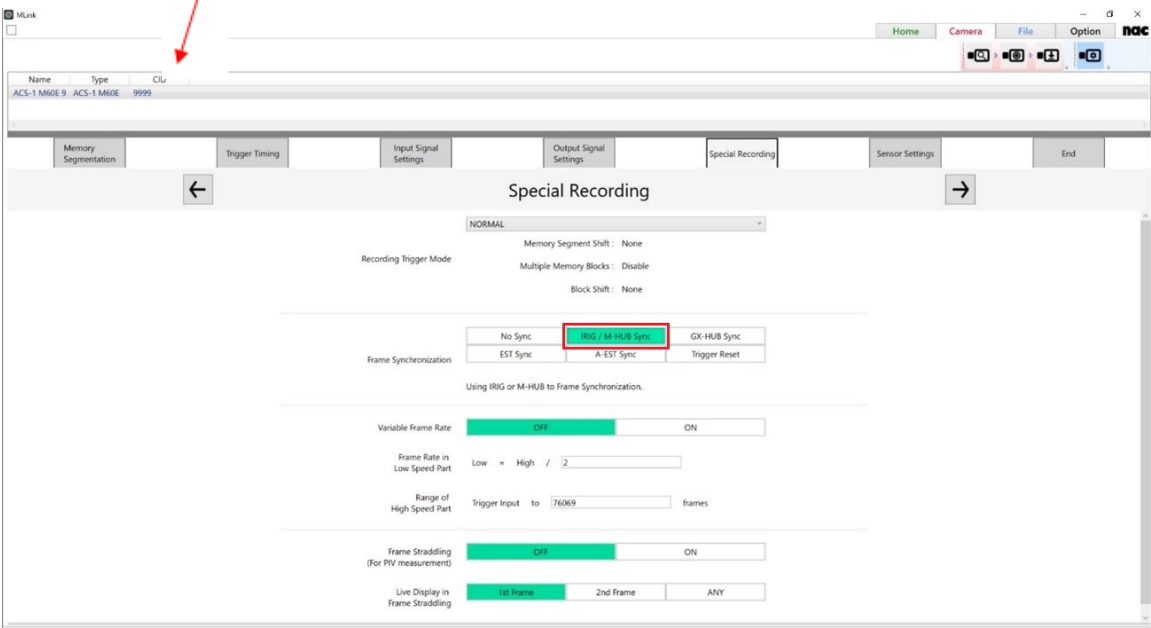 MLink
Home Camera File Option nac
Name Type CID
ACS-1 M60E 9 ACS-1 M60E 9999
Memory
Segmentation
Trigger Timing
Input Signal
Settings
Output Signal
Settings
Special Recording
Sensor Settings
End
← Special Recording →
NORMAL
Recording Trigger Mode
Memory Segment Shift : None
Multiple Memory Blocks : Disable
Block Shift : None
Frame Synchronization
No Sync IRIG / M-HUB Sync GX-HUB Sync
EST Sync A-EST Sync Trigger Reset
Using IRIG or M-HUB to Frame Synchronization.
Variable Frame Rate OFF ON
Frame Rate in
Low Speed Part
Low = High / 2
Range of
High Speed Part
Trigger Input to 76069 frames
Frame Straddling
(For PIV measurement)
OFF ON
Live Display in
Frame Straddling
1st Frame 2nd Frame ANY